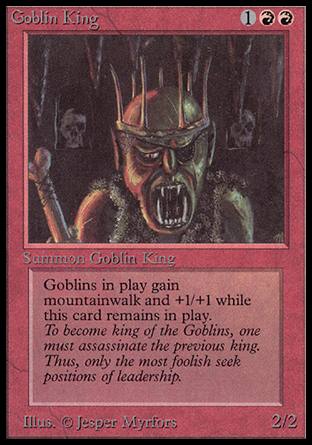 Goblin King 1
Summon Goblin King
Goblins in play gain
mountainwalk and +1/+1 while
this card remains in play.
To become king of the Goblins, one
must assassinate the previous king.
Thus, only the most foolish seek
positions of leadership.
2/2
Illus. © Jesper Myrfors